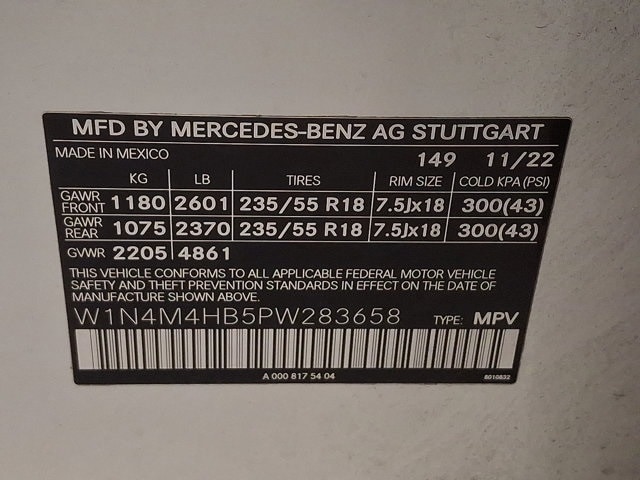 MFD BY MERCEDES-BENZ AG STUTTGART
MADE IN MEXICO 149 11/22
KG LB TIRES RIM SIZE COLD KPA (PSI)
GAWR FRONT 1180 2601 235/55 R18 7.5Jx18 300(43)
GAWR REAR 1075 2370 235/55 R18 7.5Jx18 300(43)
GVWR 2205 4861
THIS VEHICLE CONFORMS TO ALL APPLICABLE FEDERAL MOTOR VEHICLE
SAFETY AND THEFT PREVENTION STANDARDS IN EFFECT ON THE DATE OF
MANUFACTURE SHOWN ABOVE.
W1N4M4HB5PW283658 TYPE: MPV
A 000 817 54 04 8010832